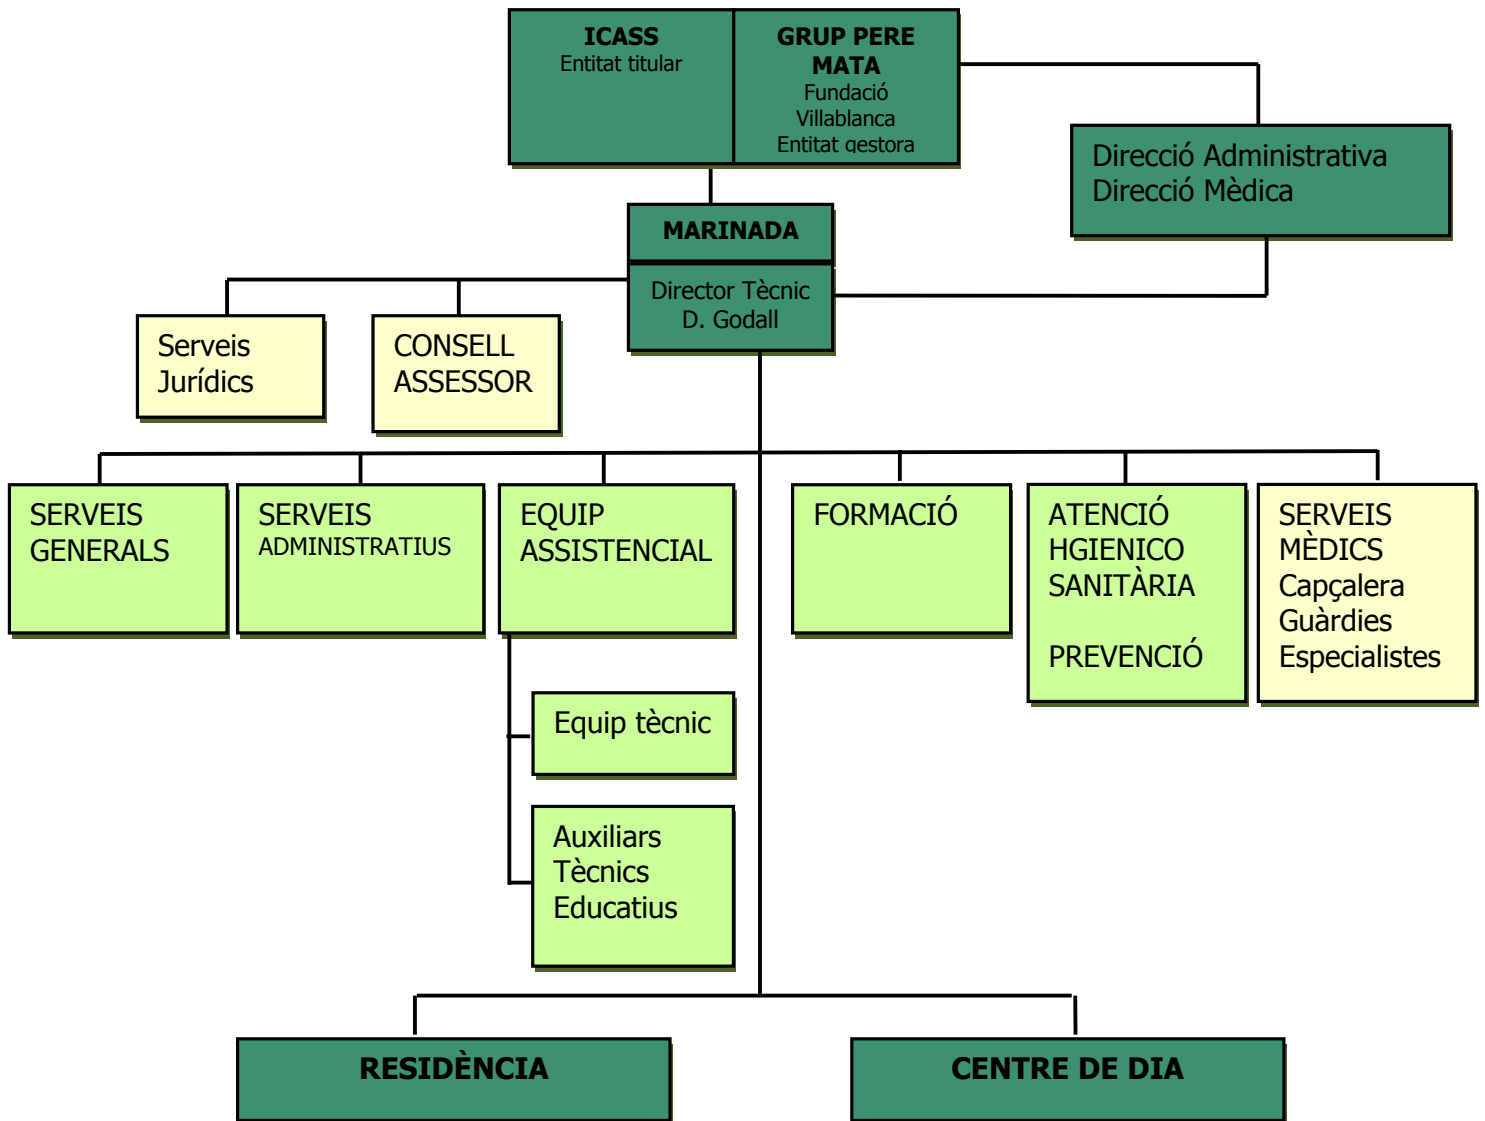 ICASS
Entitat titular
GRUP PERE
MATA
Fundació
Villablanca
Entitat gestora
Direcció Administrativa
Direcció Mèdica
MARINADA
Director Tècnic
D. Godall
Serveis
Jurídics
CONSELL
ASSESSOR
SERVEIS
GENERALS
SERVEIS
ADMINISTRATIUS
EQUIP
ASSISTENCIAL
FORMACIÓ
ATENCIÓ
HGIENICO
SANITÀRIA
PREVENCIÓ
SERVEIS
MÈDICS
Capçalera
Guàrdies
Especialistes
Equip tècnic
Auxiliars
Tècnics
Educatius
RESIDÈNCIA
CENTRE DE DIA